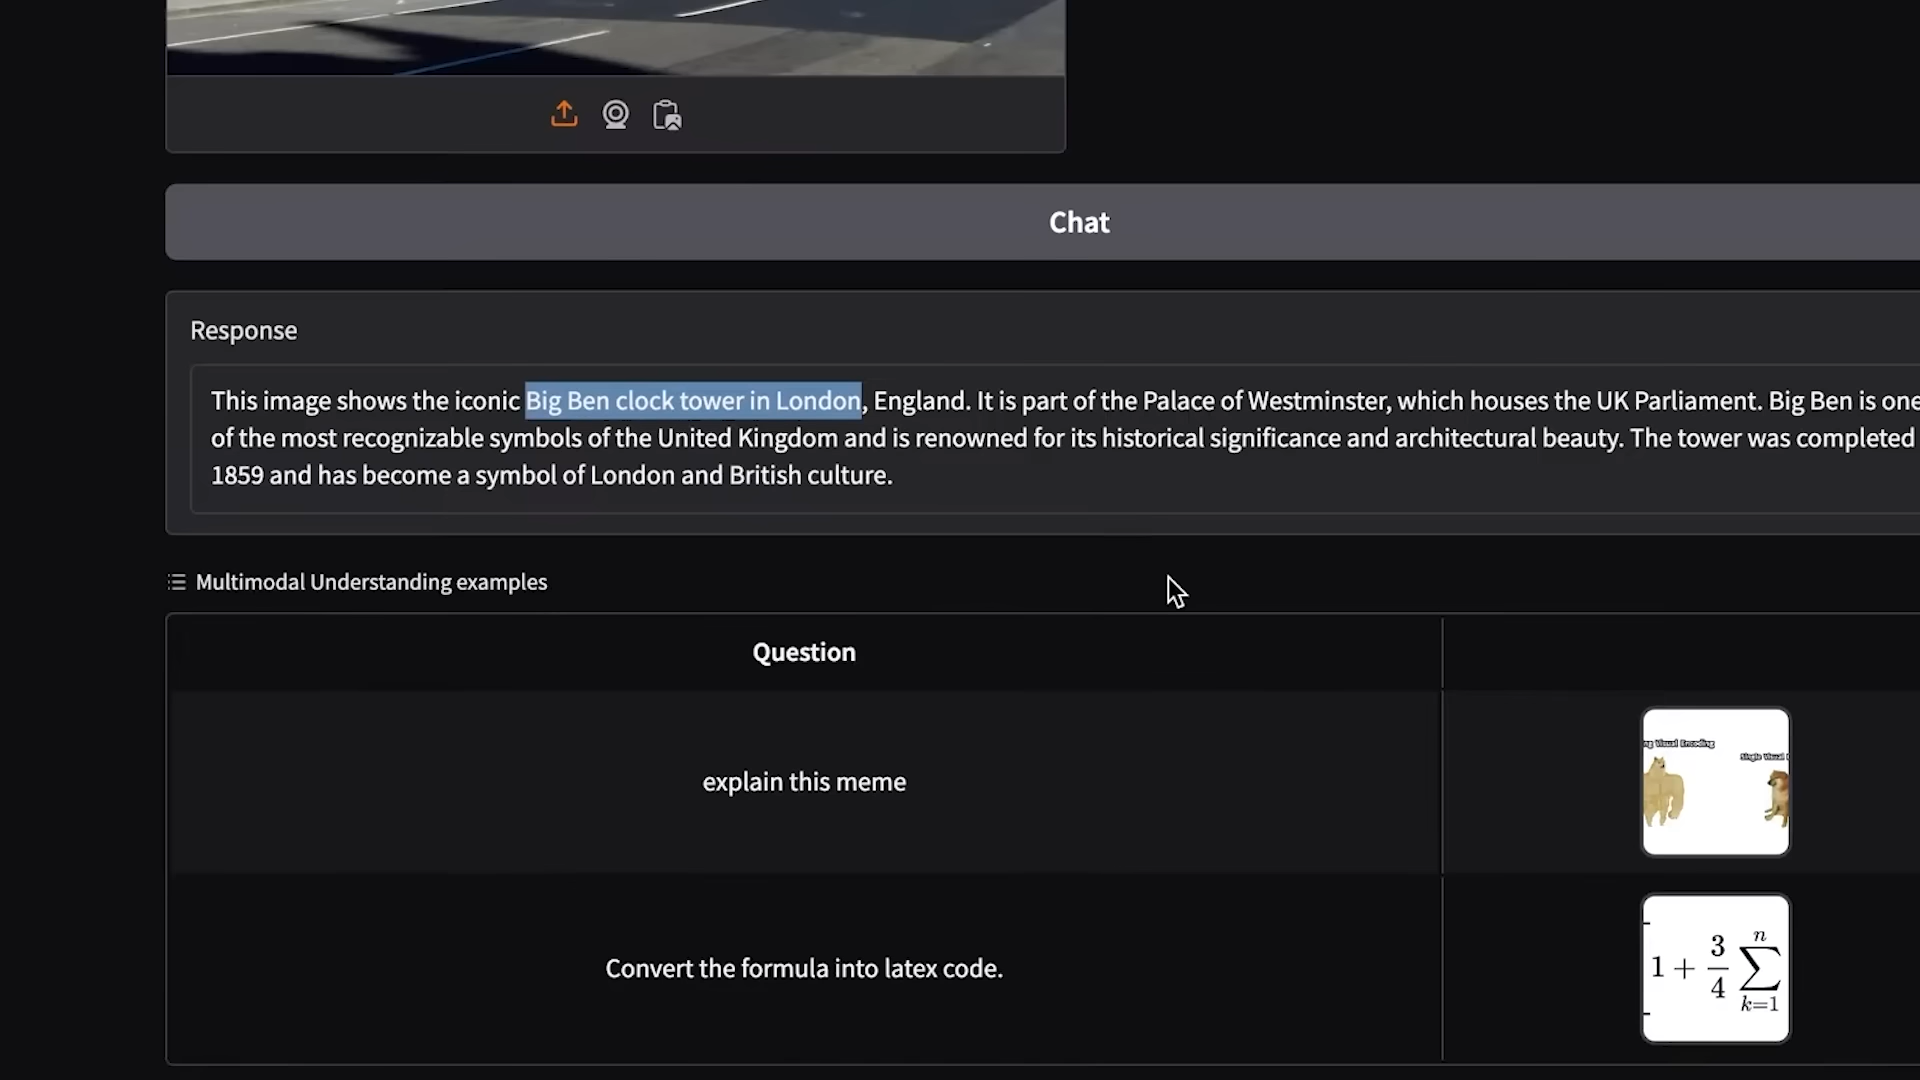 Chat
Response
This image shows the iconic Big Ben clock tower in London, England. It is part of the Palace of Westminster, which houses the UK Parliament. Big Ben is one
of the most recognizable symbols of the United Kingdom and is renowned for its historical significance and architectural beauty. The tower was completed
1859 and has become a symbol of London and British culture.
Multimodal Understanding examples
Question
explain this meme
Visual Encoding
Single Visual
Convert the formula into latex code.
n
1 + 3/4 ∑
k=1